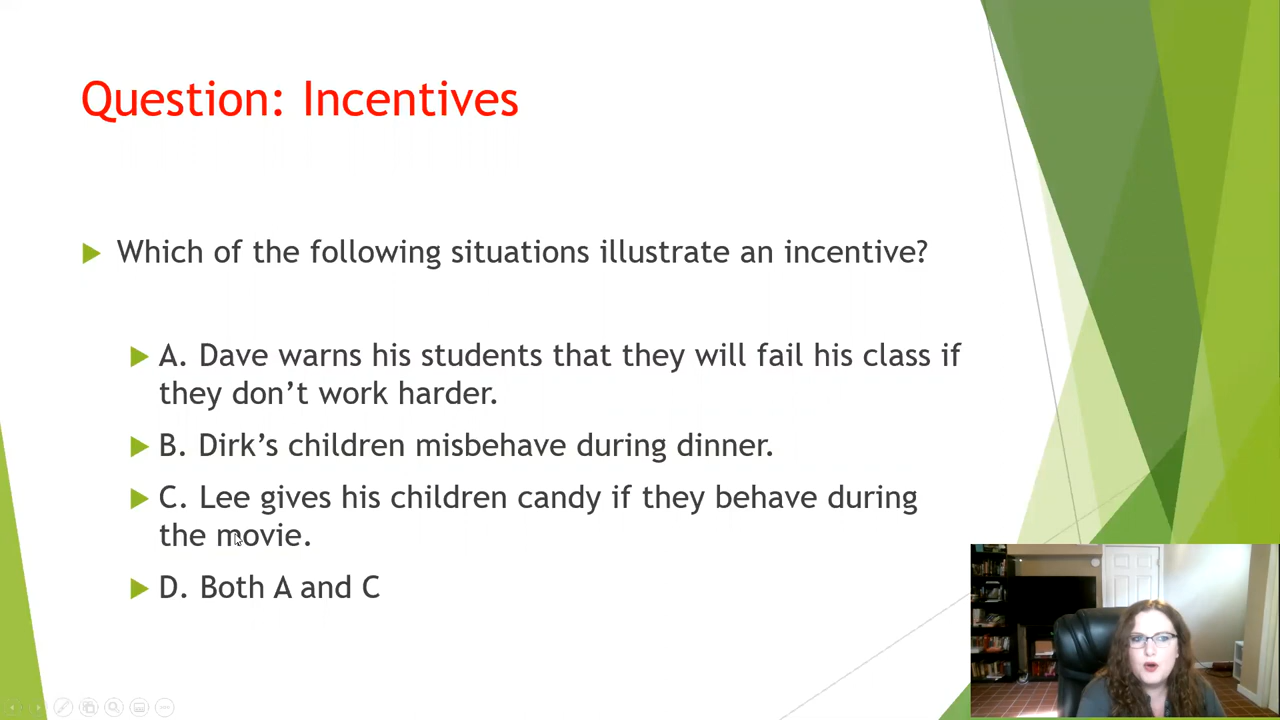 Question: Incentives
Which of the following situations illustrate an incentive?
A. Dave warns his students that they will fail his class if
they don’t work harder.
B. Dirk’s children misbehave during dinner.
C. Lee gives his children candy if they behave during
the movie.
D. Both A and C